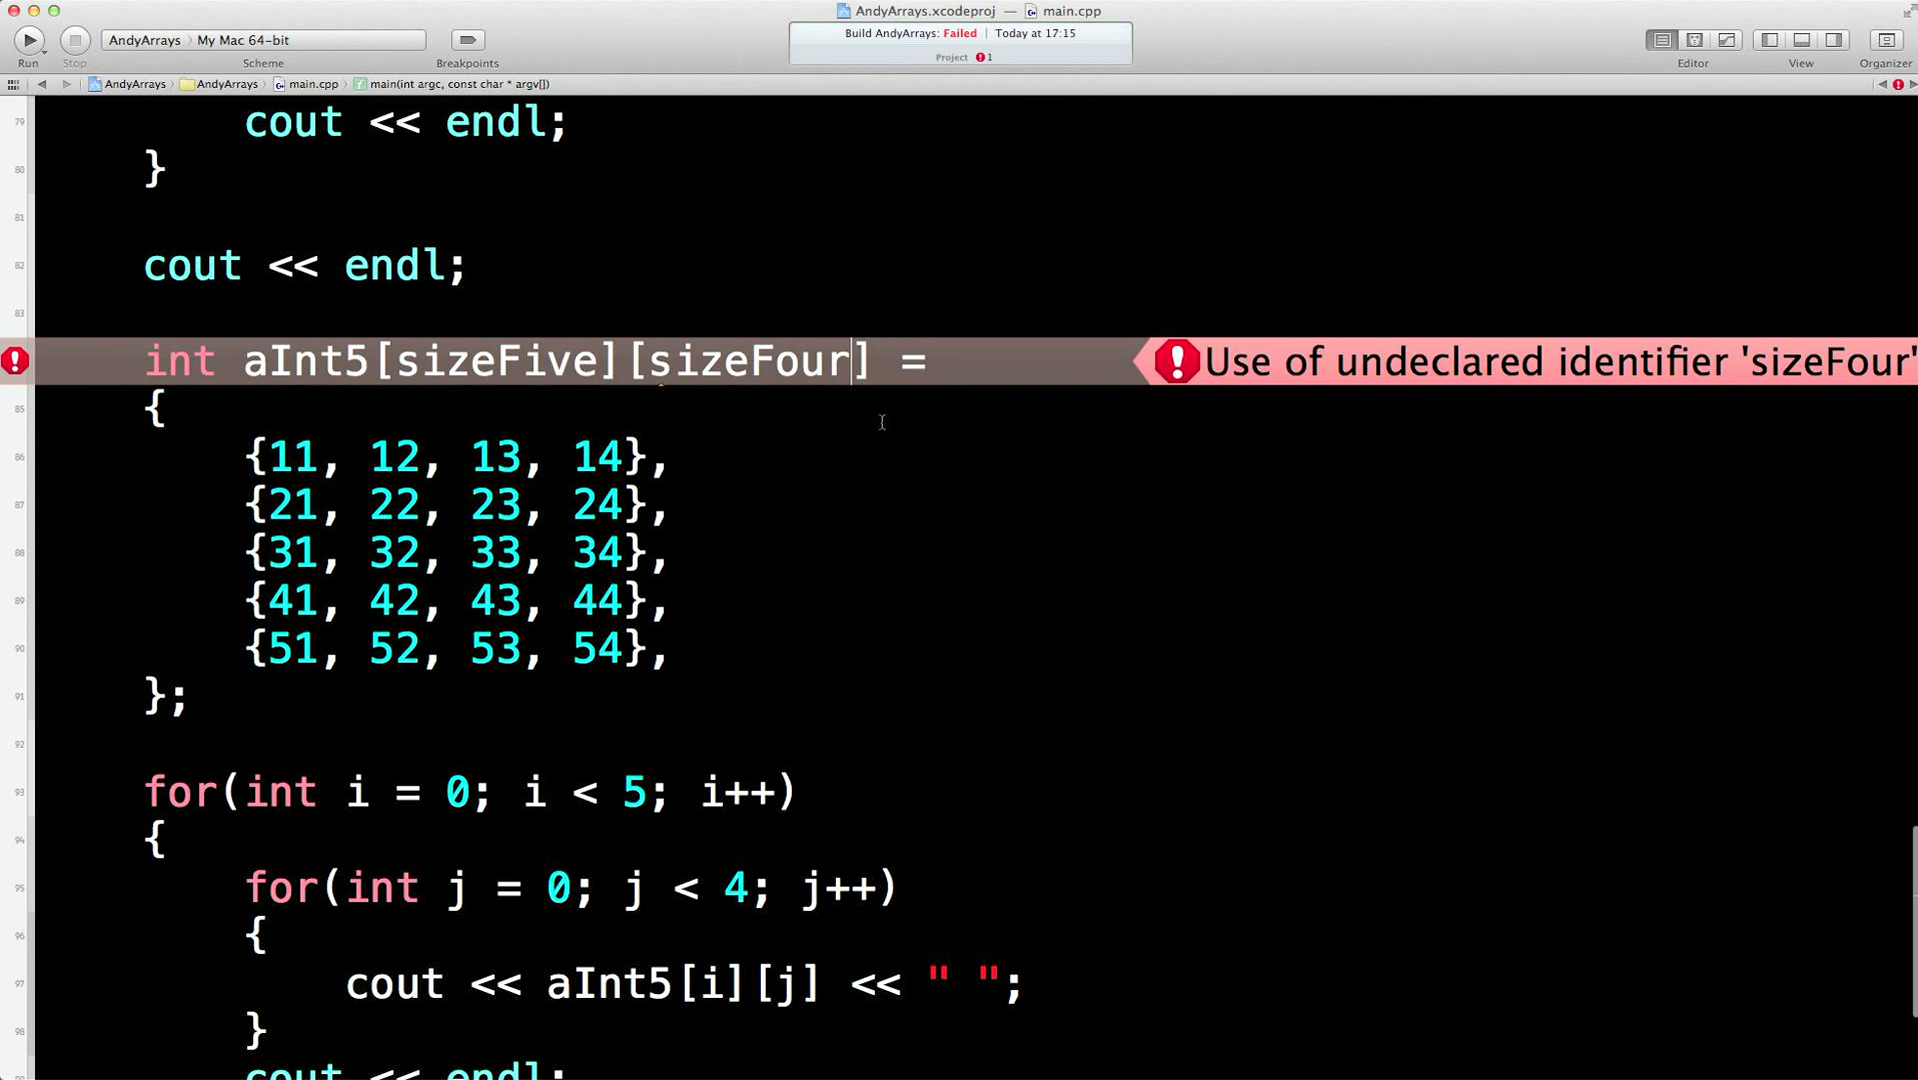 AndyArrays.xcodeproj — main.cpp
Build AndyArrays: Failed | Today at 17:15
Project 1
AndyArrays › My Mac 64-bit
Run Stop Scheme Breakpoints Editor View Organizer
AndyArrays › AndyArrays › main.cpp › main(int argc, const char * argv[])
79 cout << endl;
80 }
81
82 cout << endl;
83
int aInt5[sizeFive][sizeFour] = Use of undeclared identifier 'sizeFour'
85 {
86 {11, 12, 13, 14},
87 {21, 22, 23, 24},
88 {31, 32, 33, 34},
89 {41, 42, 43, 44},
90 {51, 52, 53, 54},
91 };
92
93 for(int i = 0; i < 5; i++)
94 {
95 for(int j = 0; j < 4; j++)
96 {
97 cout << aInt5[i][j] << " ";
98 }
cout << endl;